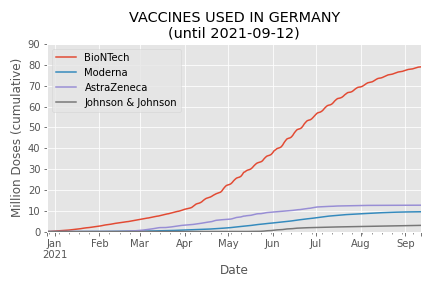 VACCINES USED IN GERMANY
(until 2021-09-12)
Million Doses (cumulative)
90
80
70
60
50
40
30
20
10
0
BioNTech
Moderna
AstraZeneca
Johnson & Johnson
Jan Feb Mar Apr May Jun Jul Aug Sep
2021
Date